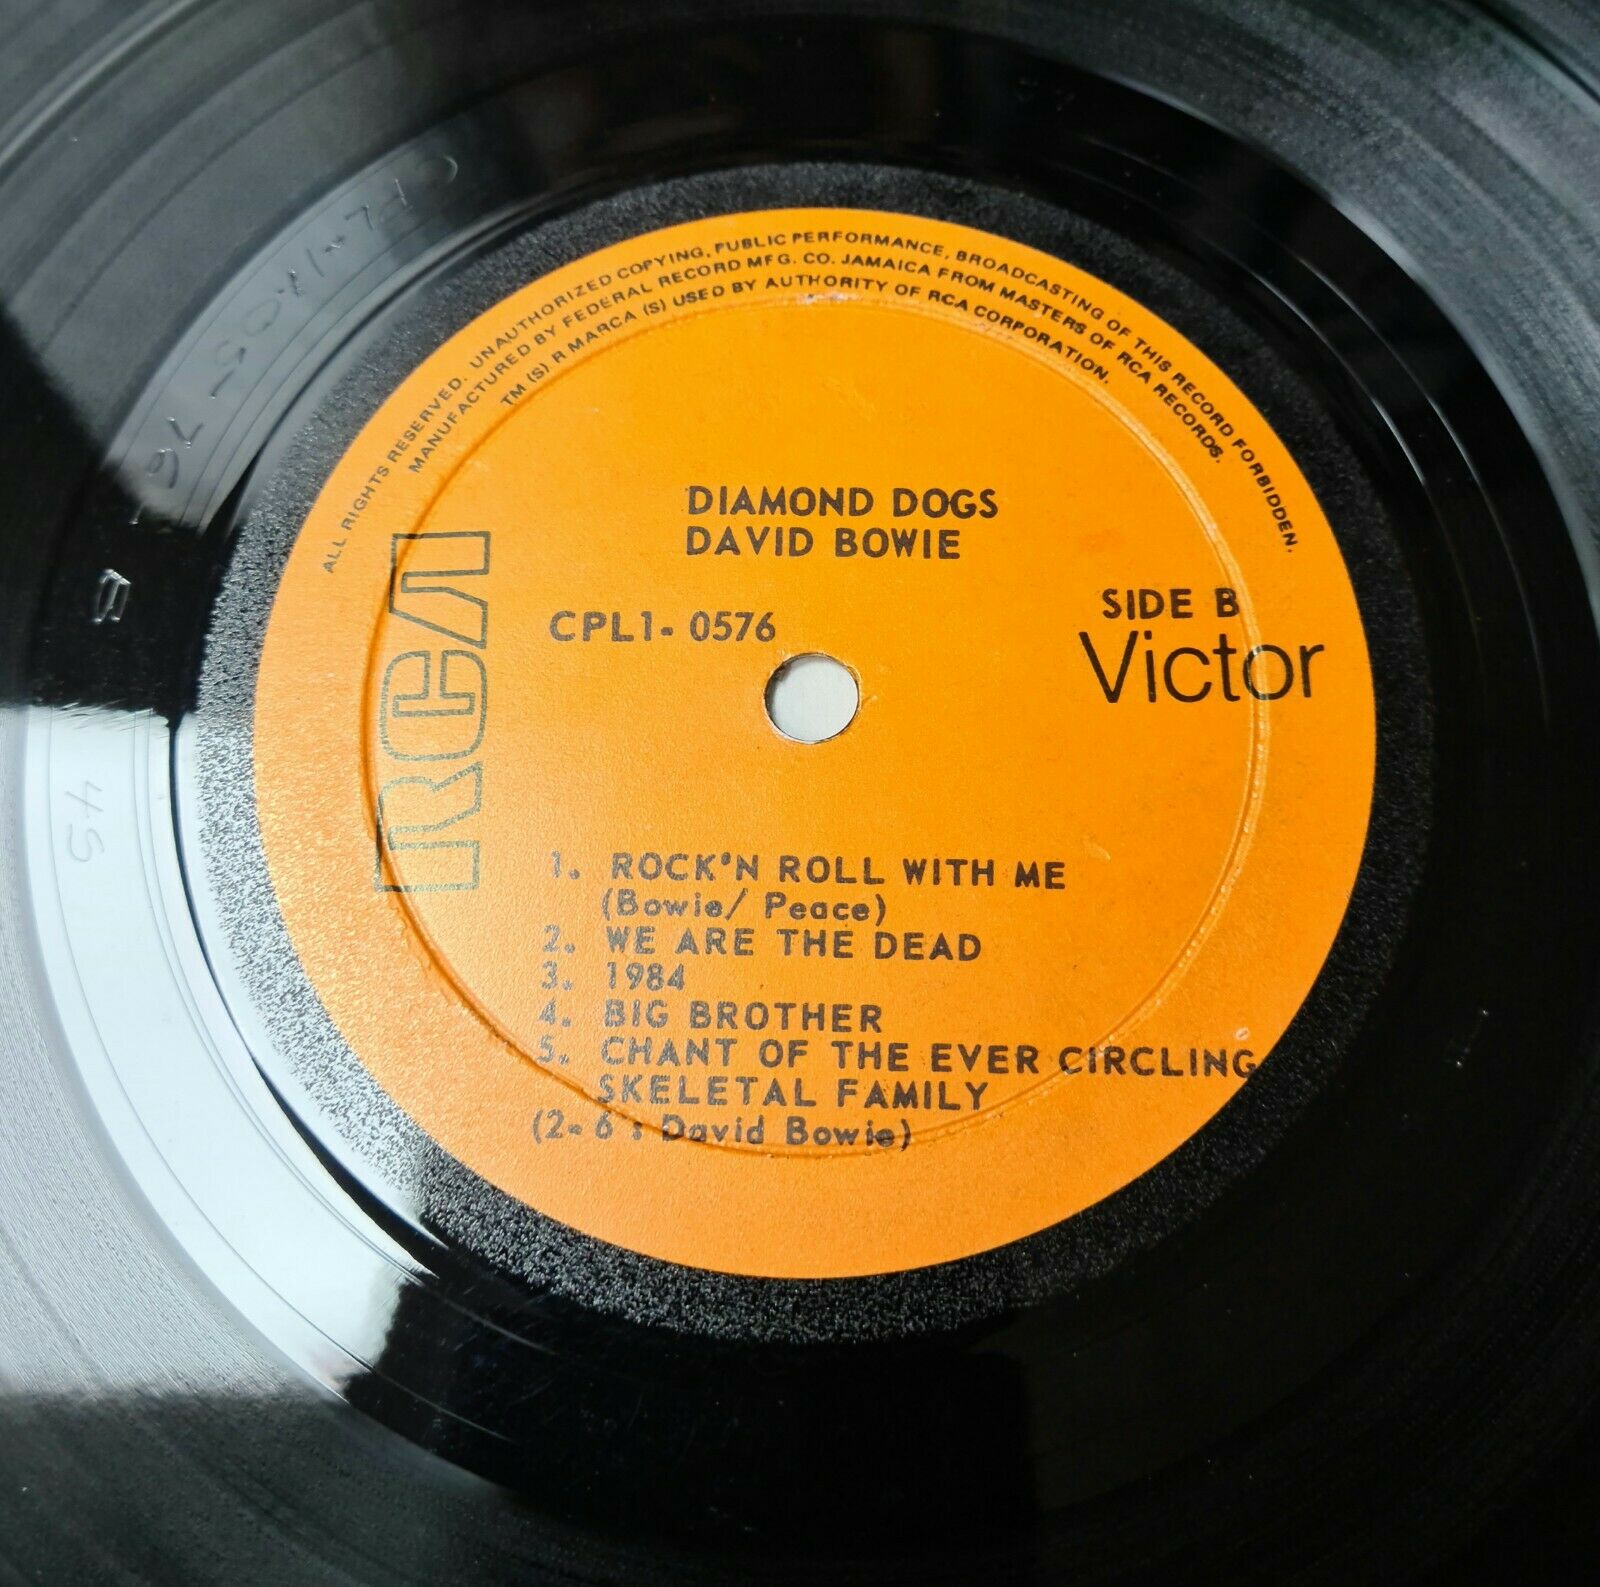 ALL RIGHTS RESERVED. UNAUTHORIZED COPYING, PUBLIC PERFORMANCE, BROADCASTING OF THIS RECORD FORBIDDEN.
MANUFACTURED BY FEDERAL RECORD MFG. CO. JAMAICA FROM MASTERS OF RCA RECORDS.
TM (S) R MARCA (S) USED BY AUTHORITY OF RCA CORPORATION.
DIAMOND DOGS
DAVID BOWIE
CPL1- 0576
SIDE B
Victor
RCA
1. ROCK'N ROLL WITH ME
(Bowie/ Peace)
2. WE ARE THE DEAD
3. 1984
4. BIG BROTHER
5. CHANT OF THE EVER CIRCLING
SKELETAL FAMILY
(2-6 : David Bowie)
B
45